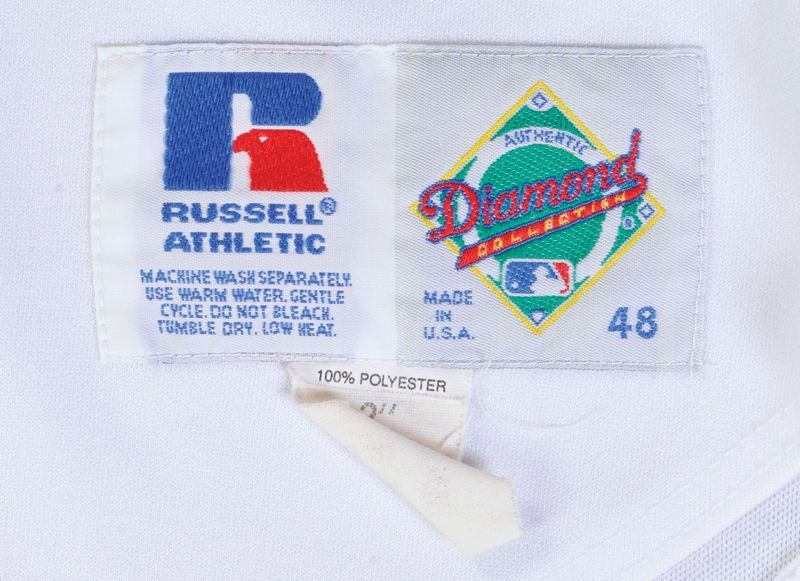 RUSSELL®
ATHLETIC
MACHINE WASH SEPARATELY.
USE WARM WATER. GENTLE
CYCLE. DO NOT BLEACH.
TUMBLE DRY. LOW HEAT.
AUTHENTIC
Diamond
COLLECTION
®
MADE
IN
U.S.A.
48
100% POLYESTER